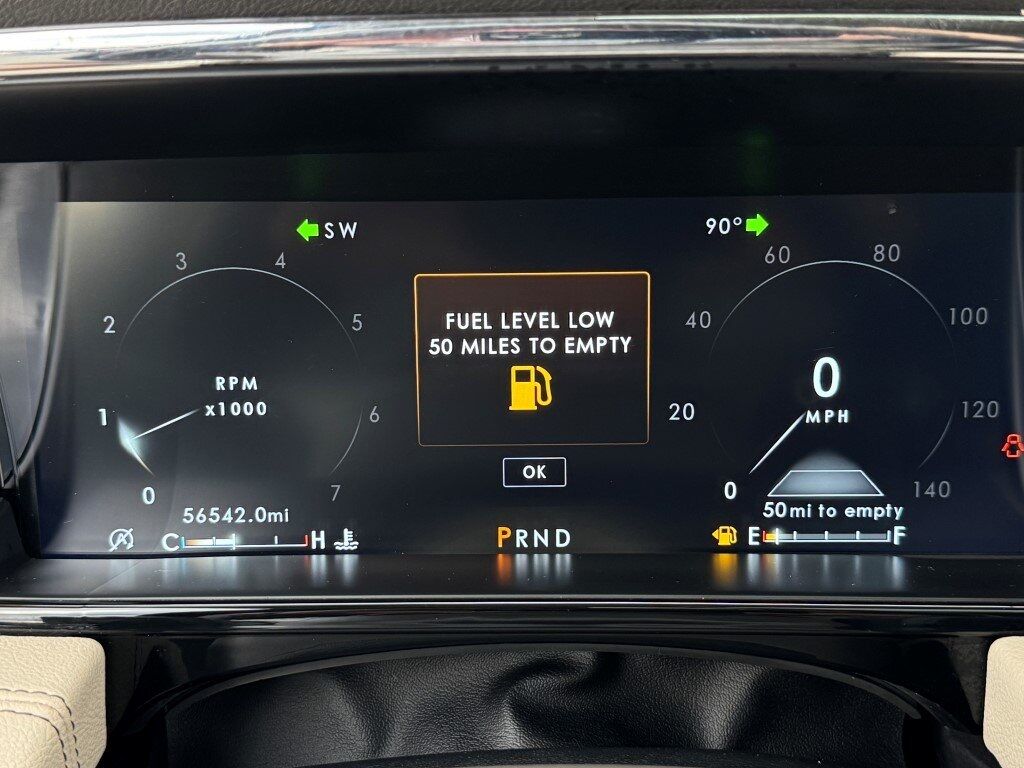 SW
90°
3
4
60
80
2
5
40
100
FUEL LEVEL LOW
50 MILES TO EMPTY
RPM
x1000
0
MPH
1
6
20
120
OK
0
7
0
140
56542.0mi
50mi to empty
C
H
PRND
E
F